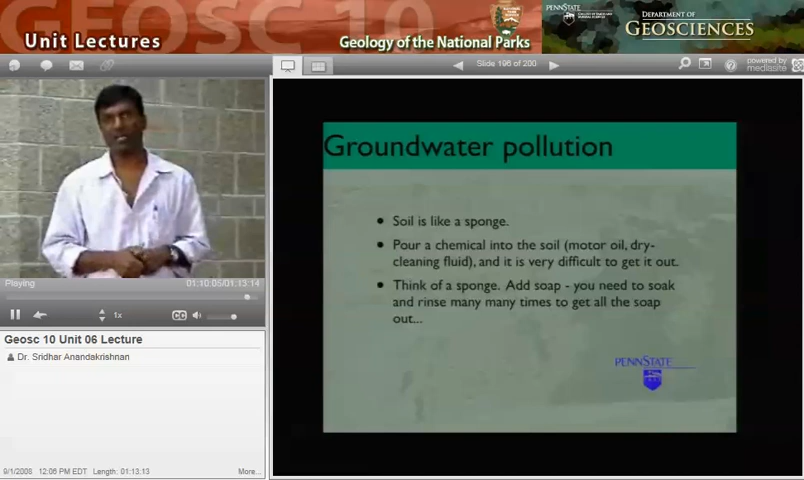 GEOSC 10
Unit Lectures
Geology of the National Parks
PENNSTATE
DEPARTMENT OF
GEOSCIENCES
Slide 196 of 200
powered by
mediasite
Groundwater pollution
Soil is like a sponge.
Pour a chemical into the soil (motor oil, dry-
cleaning fluid), and it is very difficult to get it out.
Think of a sponge. Add soap - you need to soak
and rinse many many times to get all the soap
out...
PENNSTATE
Playing
01:10:05/01:13:14
1x
CC
Geosc 10 Unit 06 Lecture
Dr. Sridhar Anandakrishnan
9/1/2008 12:06 PM EDT Length: 01:13:13
More...